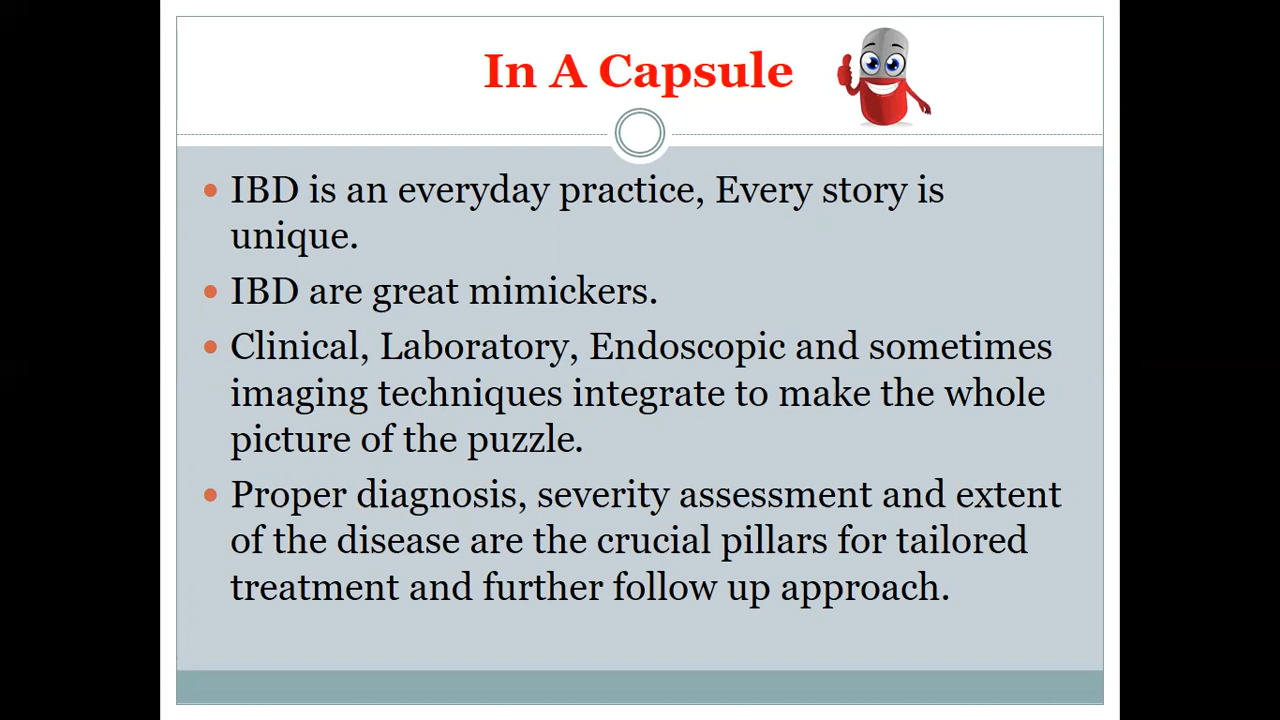 In A Capsule
IBD is an everyday practice, Every story is
unique.
IBD are great mimickers.
Clinical, Laboratory, Endoscopic and sometimes
imaging techniques integrate to make the whole
picture of the puzzle.
Proper diagnosis, severity assessment and extent
of the disease are the crucial pillars for tailored
treatment and further follow up approach.